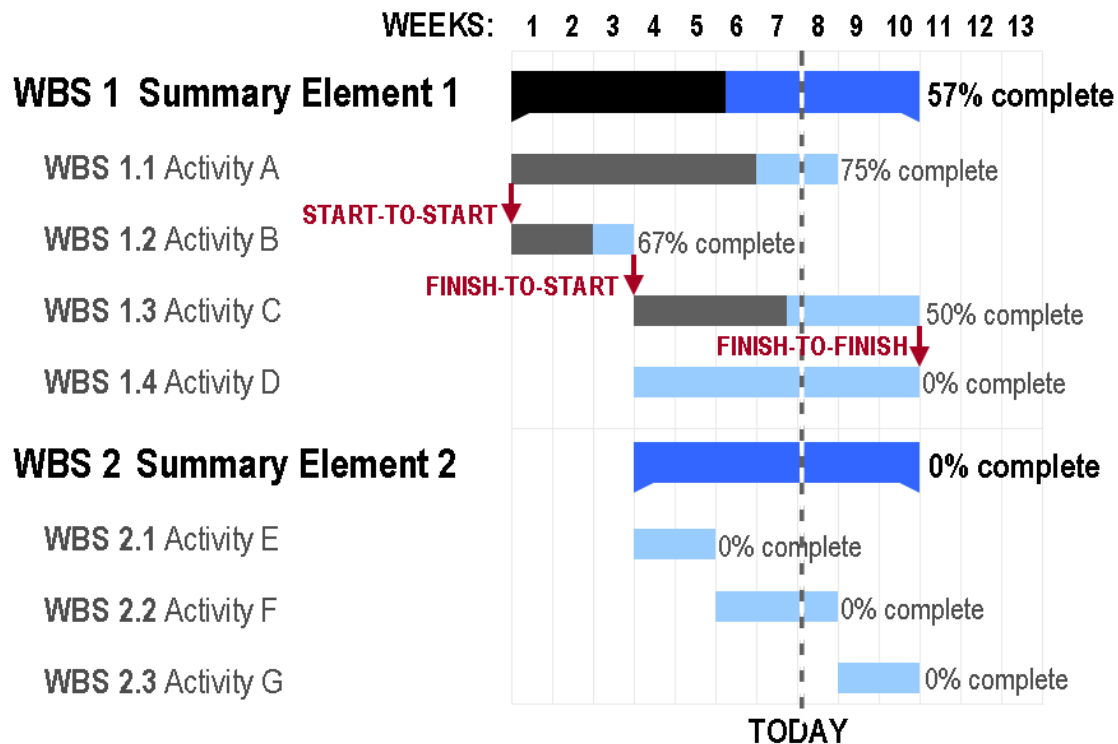 WEEKS: 1 2 3 4 5 6 7 8 9 10 11 12 13
WBS 1 Summary Element 1 57% complete
WBS 1.1 Activity A 75% complete
START-TO-START
WBS 1.2 Activity B 67% complete
FINISH-TO-START
WBS 1.3 Activity C 50% complete
FINISH-TO-FINISH
WBS 1.4 Activity D 0% complete
WBS 2 Summary Element 2 0% complete
WBS 2.1 Activity E 0% complete
WBS 2.2 Activity F 0% complete
WBS 2.3 Activity G 0% complete
TODAY